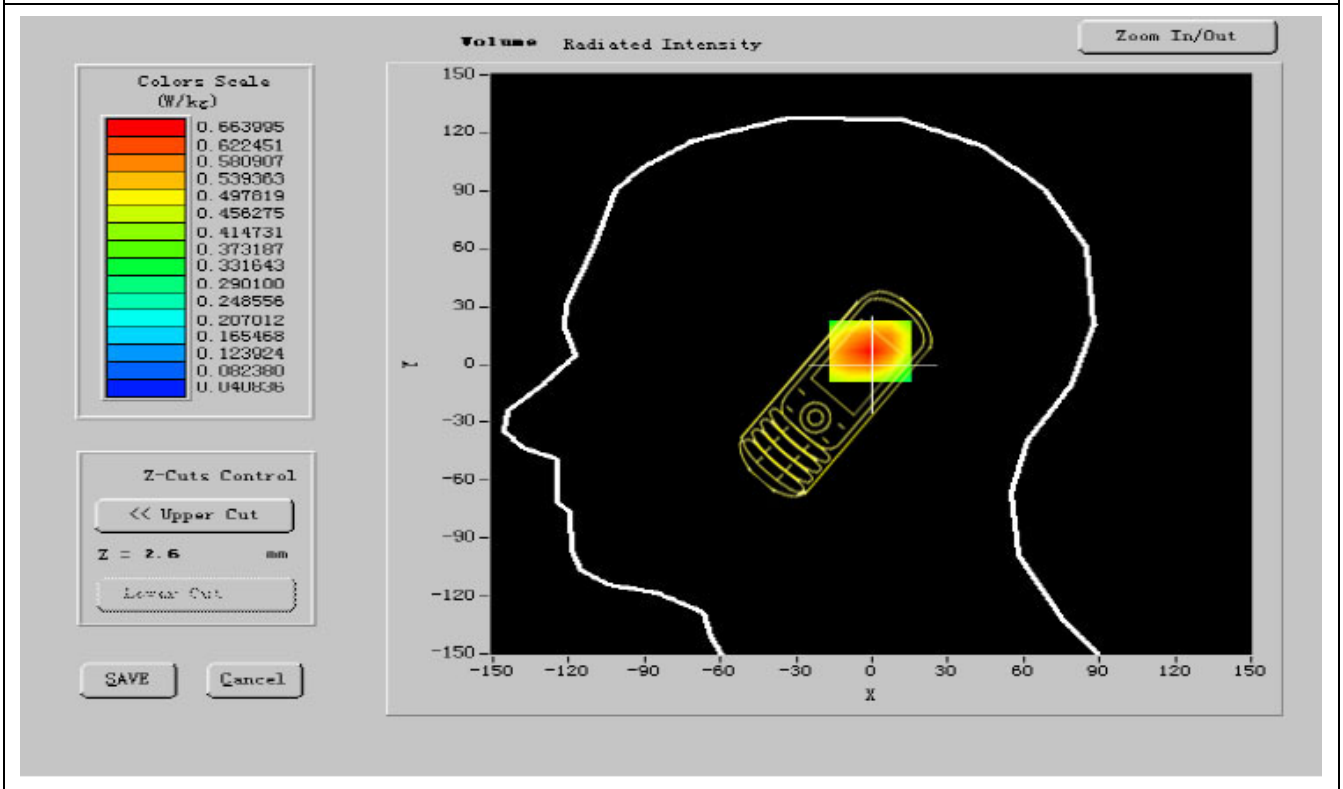 Volume Radiated Intensity
Zoom In/Out
Colors Scale
(W/kg)
0.663995
0.622451
0.580907
0.539363
0.497819
0.456275
0.414731
0.373187
0.331643
0.290100
0.248556
0.207012
0.165468
0.123924
0.082380
0.040836
Z-Cuts Control
<< Upper Cut
Z = 2.6 mm
Lower Cut
SAVE
Cancel
150
120
90
60
30
0
-30
-60
-90
-120
-150
Y
-150 -120 -90 -60 -30 0 30 60 90 120 150
X